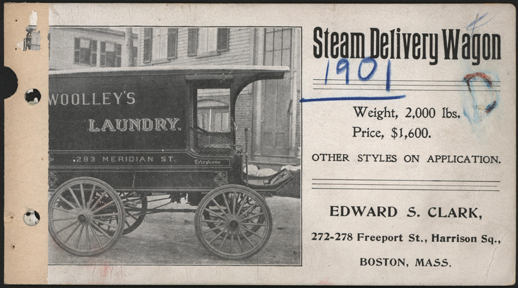 WOOLLEY'S
LAUNDRY.
283 MERIDIAN ST.
Steam Delivery Wagon
1901
Weight, 2,000 lbs.
Price, $1,600.
OTHER STYLES ON APPLICATION.
EDWARD S. CLARK,
272-278 Freeport St., Harrison Sq.,
BOSTON, MASS.